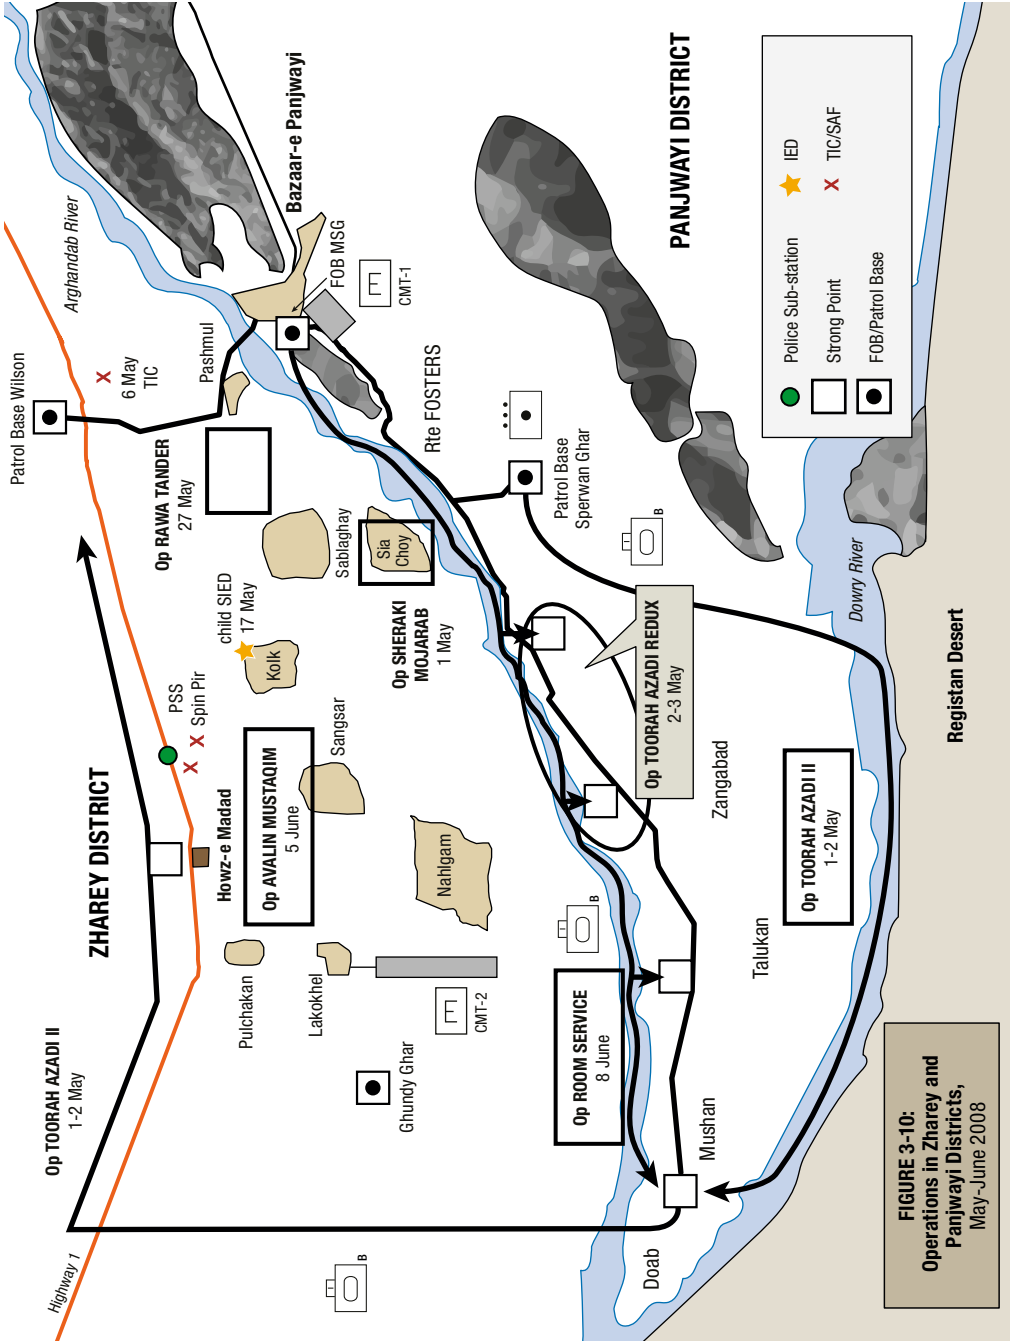 Highway 1
Op TOORAH AZADI II
1-2 May
ZHAREY DISTRICT
PSS
Spin Pir
Howz-e Madad
Patrol Base Wilson
6 May
TIC
Arghandab River
Pulchakan
Lakokhel
Op AVALIN MUSTAQIM
5 June
Sangsar
Nahlgam
child SIED
17 May
Kolk
Op RAWA TANDER
27 May
Sablaghay
Sia
Choy
Op SHERAKI
MOJARAB
1 May
Pashmul
Bazaar-e Panjwayi
FOB MSG
E
CMT-1
Rte FOSTERS
Ghundy Ghar
E
CMT-2
B
B
B
Patrol Base
Sperwan Ghar
Op ROOM SERVICE
8 June
Op TOORAH AZADI REDUX
2-3 May
Doab
Mushan
Talukan
Zangabad
Op TOORAH AZADI II
1-2 May
Dowry River
Registan Desert
PANJWAYI DISTRICT
Police Sub-station
IED
Strong Point
X
TIC/SAF
FOB/Patrol Base
X
X
X
FIGURE 3-10:
Operations in Zharey and
Panjwayi Districts,
May-June 2008